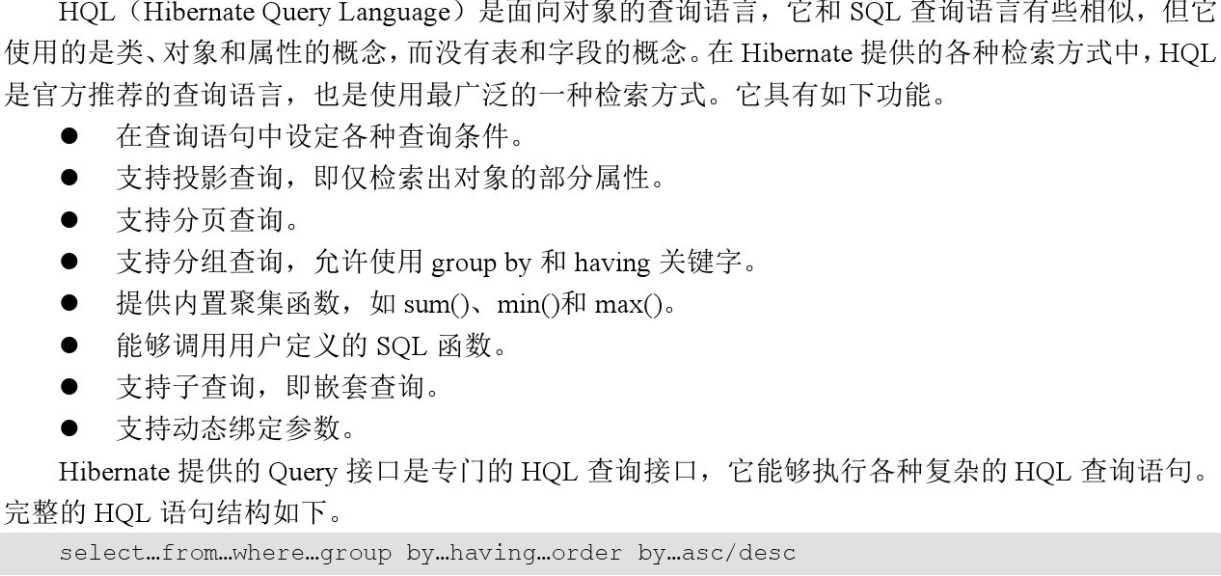 HQL（Hibernate Query Language）是面向对象的查询语言，它和 SQL 查询语言有些相似，但它
使用的是类、对象和属性的概念，而没有表和字段的概念。在 Hibernate 提供的各种检索方式中，HQL
是官方推荐的查询语言，也是使用最广泛的一种检索方式。它具有如下功能。
● 在查询语句中设定各种查询条件。
● 支持投影查询，即仅检索出对象的部分属性。
● 支持分页查询。
● 支持分组查询，允许使用 group by 和 having 关键字。
● 提供内置聚集函数，如 sum()、min()和 max()。
● 能够调用用户定义的 SQL 函数。
● 支持子查询，即嵌套查询。
● 支持动态绑定参数。
Hibernate 提供的 Query 接口是专门的 HQL 查询接口，它能够执行各种复杂的 HQL 查询语句。
完整的 HQL 语句结构如下。
select…from…where…group by…having…order by…asc/desc